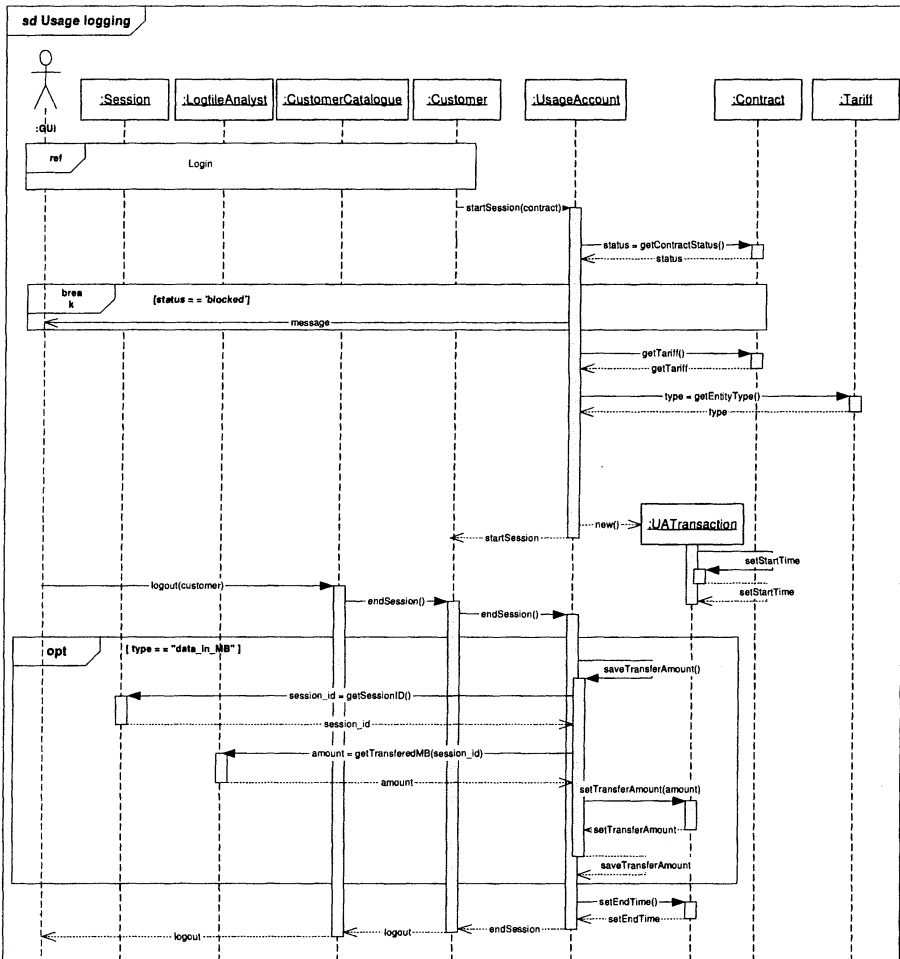 sd Usage logging
:GUI
:Session
:LogfileAnalyst
:CustomerCatalogue
:Customer
:UsageAccount
:Contract
:Tariff
ref
Login
startSession(contract)
status = getContractStatus()
status
brea
k
[status = = 'blocked']
message
getTariff()
getTariff
type = getEntityType()
type
new()
:UATransaction
startSession
setStartTime
setStartTime
logout(customer)
endSession()
endSession()
opt
[ type = = "data_in_MB" ]
saveTransferAmount()
session_id = getSessionID()
session_id
amount = getTransferedMB(session_id)
amount
setTransferAmount(amount)
setTransferAmount
saveTransferAmount
setEndTime()
setEndTime
endSession
logout
logout